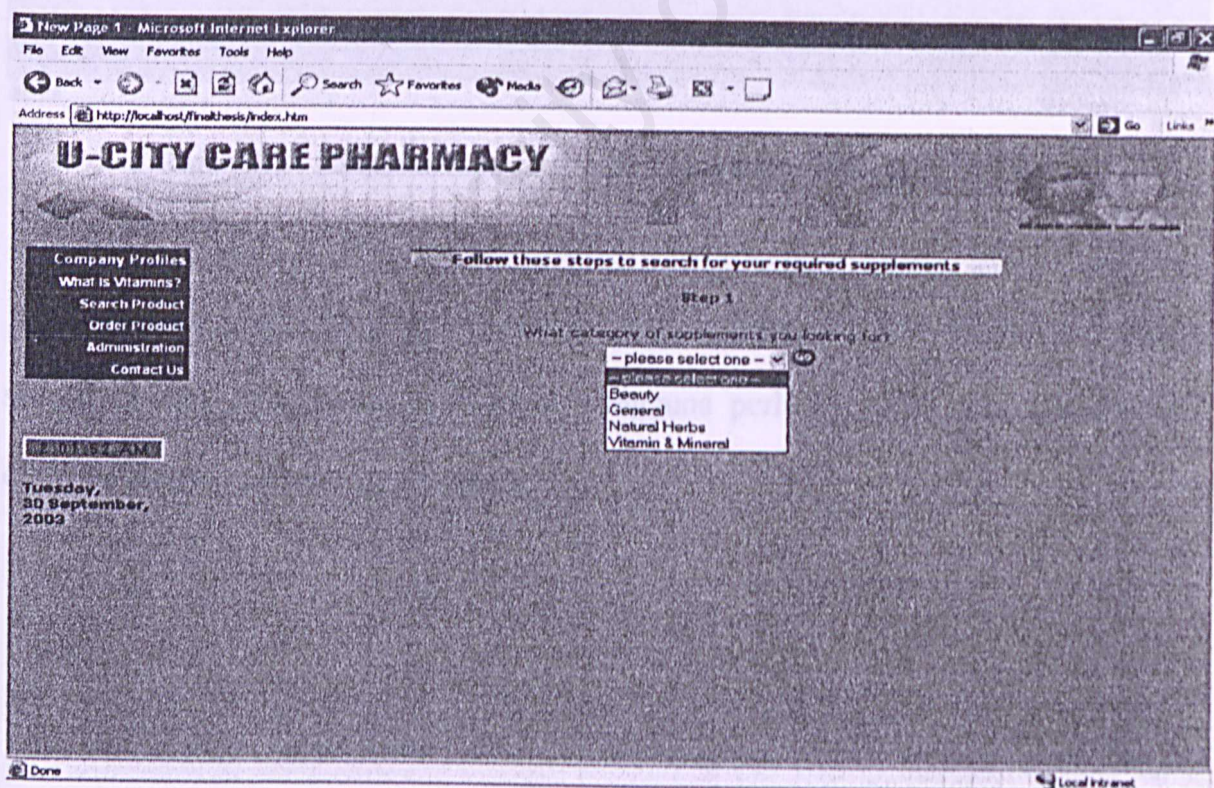 New Page 1 - Microsoft Internet Explorer
File Edit View Favorites Tools Help
Back Search Favorites Media
Address http://localhost/finalthesis/index.htm Go Links »
U-CITY CARE PHARMACY
Company Profiles
What Is Vitamins?
Search Product
Order Product
Administration
Contact Us
Follow these steps to search for your required supplements
Step 1
What category of supplements you looking for?
-- please select one --
-- please select one --
Beauty
General
Natural Herbs
Vitamin & Mineral
AM
Tuesday,
30 September,
2003
Done
Local intranet